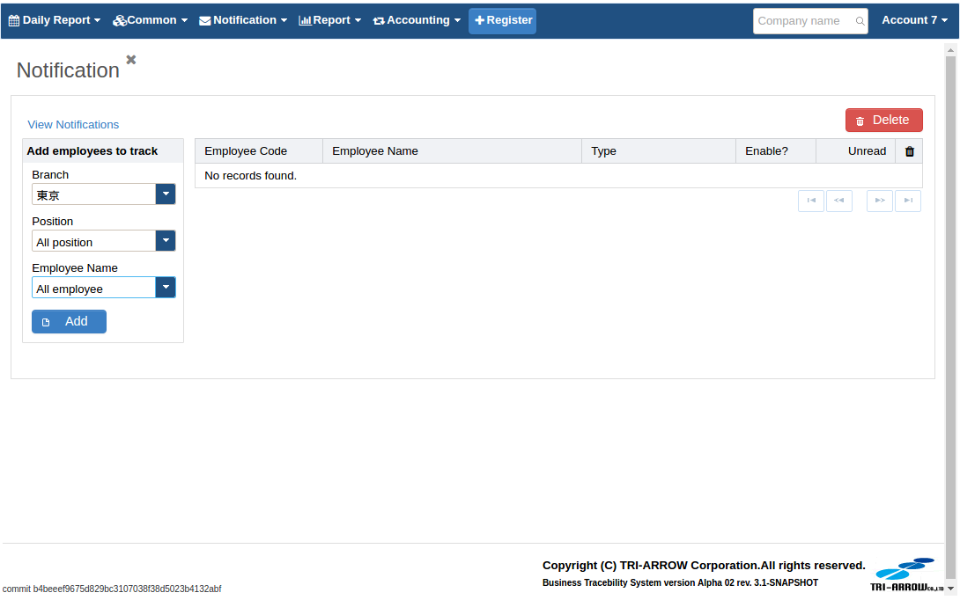 Daily Report Common Notification Report Accounting Register Company name Account 7
Notification
View Notifications
Delete
Add employees to track
Employee Code Employee Name Type Enable? Unread
No records found.
Branch
東京
Position
All position
Employee Name
All employee
Add
Copyright (C) TRI-ARROW Corporation.All rights reserved.
Business Tracebility System version Alpha 02 rev. 3.1-SNAPSHOT
TRI-ARROW
commit b4beeef9675d829bc3107038f38d5023b4132abf